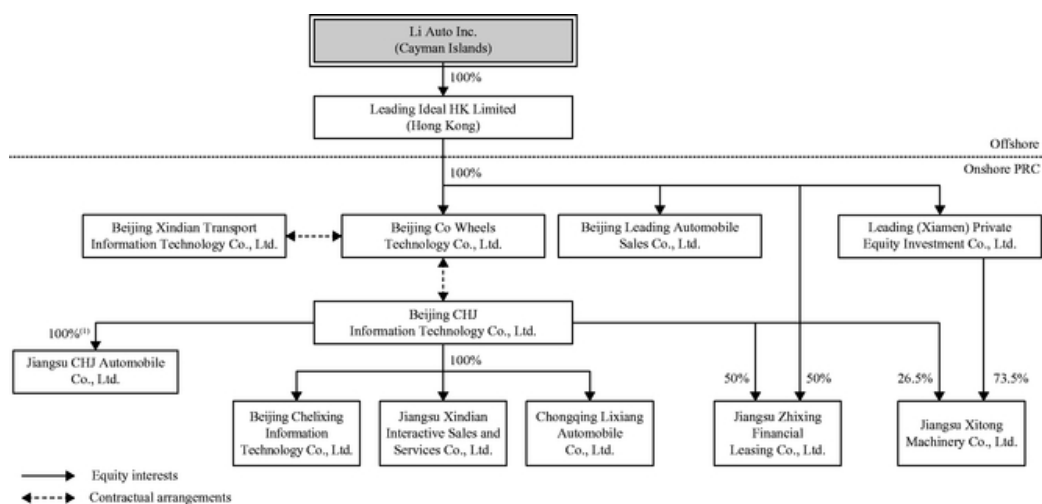 Li Auto Inc.
(Cayman Islands)
100%
Leading Ideal HK Limited
(Hong Kong)
Offshore
100%
Onshore PRC
Beijing Xindian Transport
Information Technology Co., Ltd.
Beijing Co Wheels
Technology Co., Ltd.
Beijing Leading Automobile
Sales Co., Ltd.
Leading (Xiamen) Private
Equity Investment Co., Ltd.
Beijing CHJ
Information Technology Co., Ltd.
100%(1)
Jiangsu CHJ Automobile
Co., Ltd.
100%
50%
50%
26.5%
73.5%
Beijing Chelixing
Information
Technology Co., Ltd.
Jiangsu Xindian
Interactive Sales and
Services Co., Ltd.
Chongqing Lixiang
Automobile
Co., Ltd.
Jiangsu Zhixing
Financial
Leasing Co., Ltd.
Jiangsu Xitong
Machinery Co., Ltd.
Equity interests
Contractual arrangements